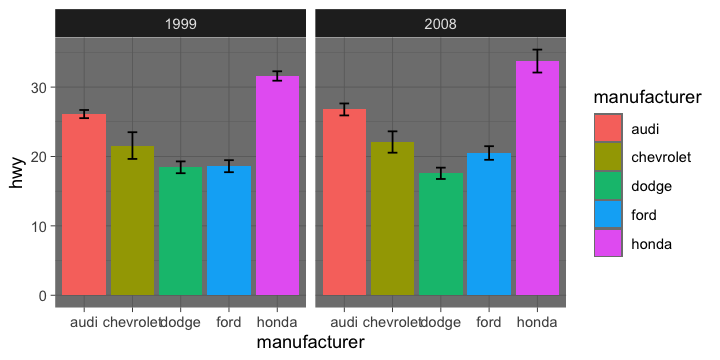 1999 2008
hwy
30
20
10
0
audi chevrolet dodge ford honda audi chevrolet dodge ford honda
manufacturer
manufacturer
audi
chevrolet
dodge
ford
honda